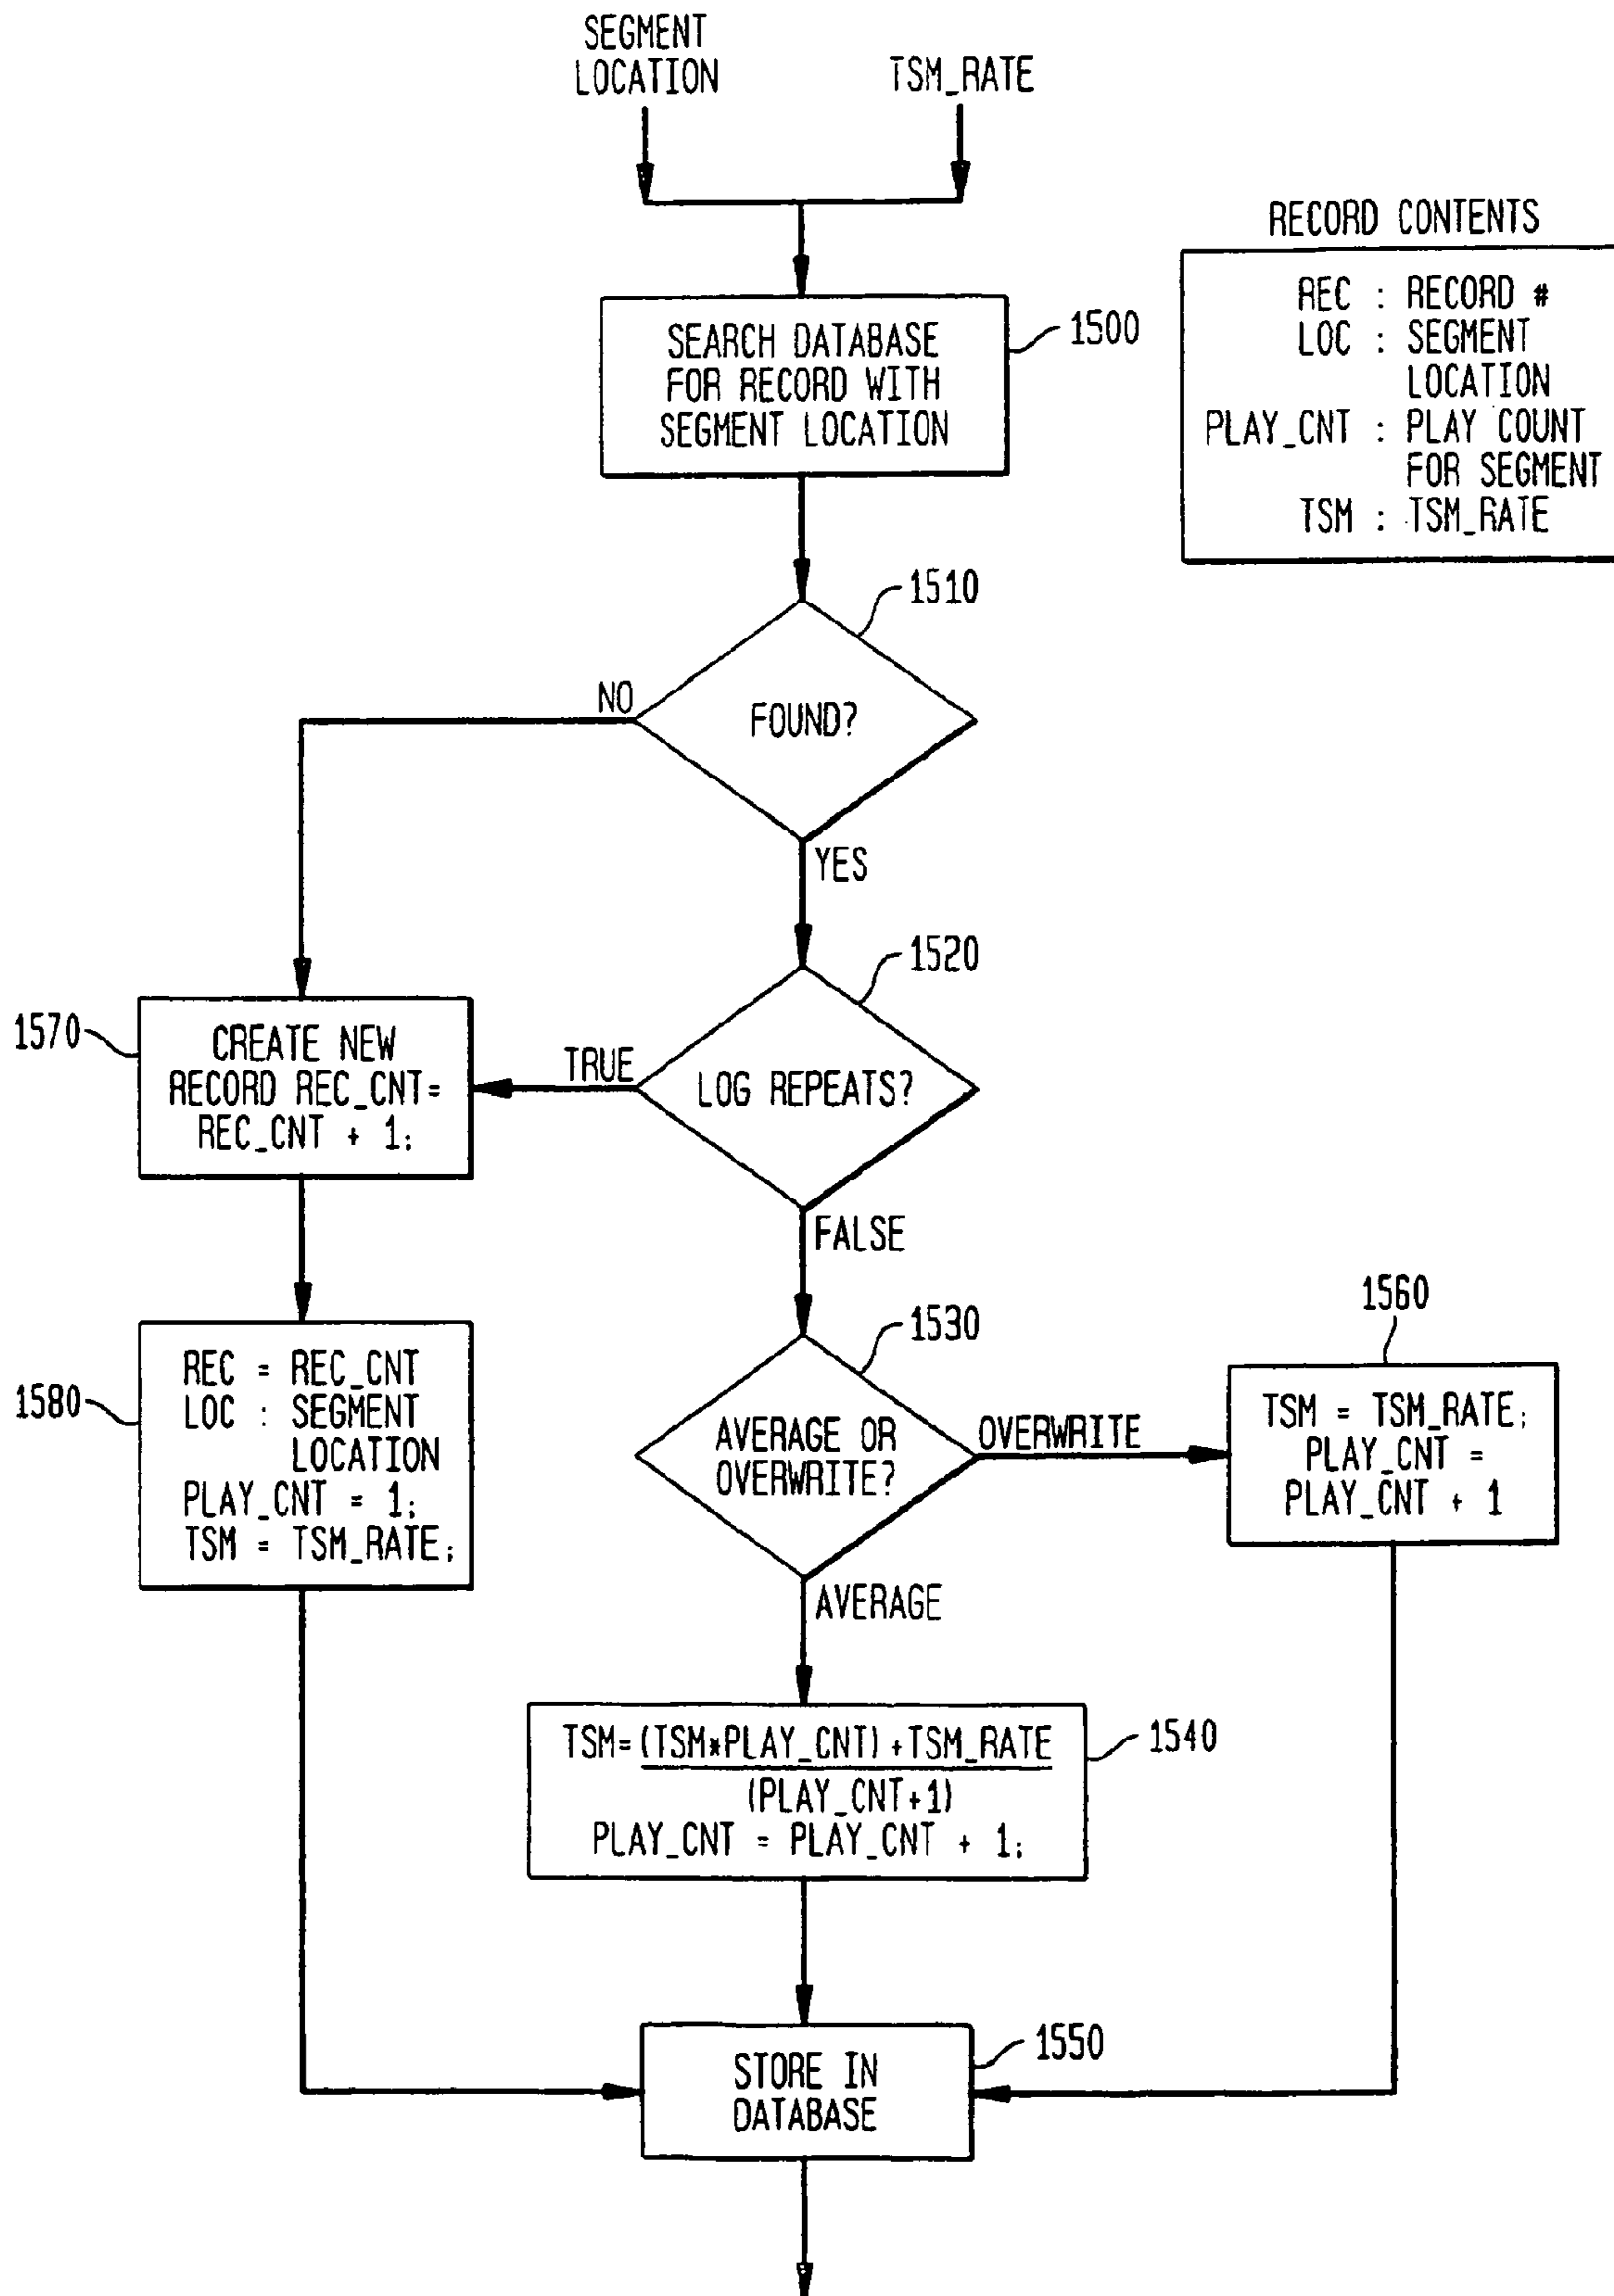 SEGMENT
LOCATION
TSM_RATE
RECORD CONTENTS
REC : RECORD #
LOC : SEGMENT
LOCATION
PLAY_CNT : PLAY COUNT
FOR SEGMENT
TSM : TSM_RATE
SEARCH DATABASE
FOR RECORD WITH
SEGMENT LOCATION
1500
1510
FOUND?
NO
YES
1520
LOG REPEATS?
TRUE
FALSE
1570
CREATE NEW
RECORD REC_CNT=
REC_CNT + 1;
1580
REC = REC_CNT
LOC : SEGMENT
LOCATION
PLAY_CNT = 1;
TSM = TSM_RATE;
1530
AVERAGE OR
OVERWRITE?
OVERWRITE
AVERAGE
1560
TSM = TSM_RATE;
PLAY_CNT =
PLAY_CNT + 1
TSM=(TSM*PLAY_CNT)+TSM_RATE
(PLAY_CNT+1)
PLAY_CNT = PLAY_CNT + 1;
1540
STORE IN
DATABASE
1550